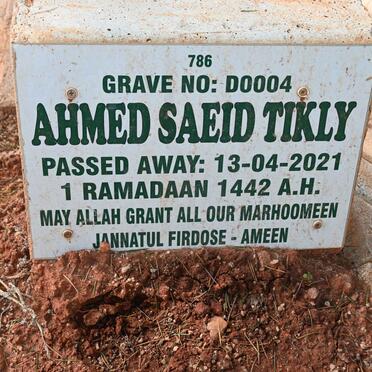 786
GRAVE NO: D0004
AHMED SAEID TIKLY
PASSED AWAY: 13-04-2021
1 RAMADAAN 1442 A.H.
MAY ALLAH GRANT ALL OUR MARHOOMEEN
JANNATUL FIRDOSE - AMEEN